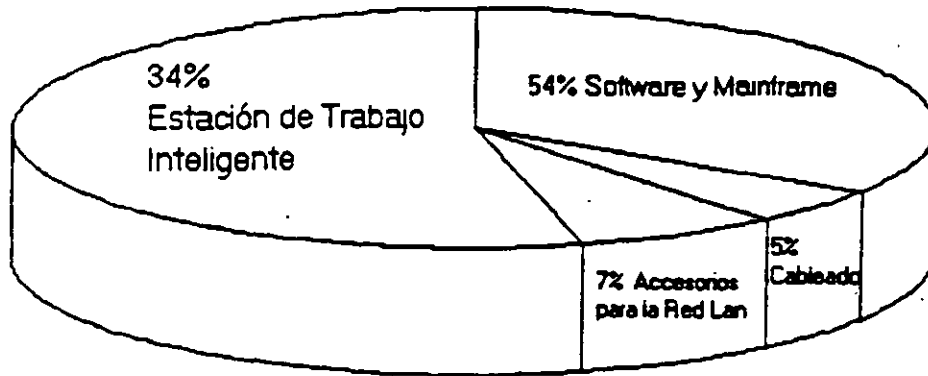 34%
Estación de Trabajo
Inteligente
54% Software y Mainframe
7% Accesorios
para la Red Lan
5%
Cableado